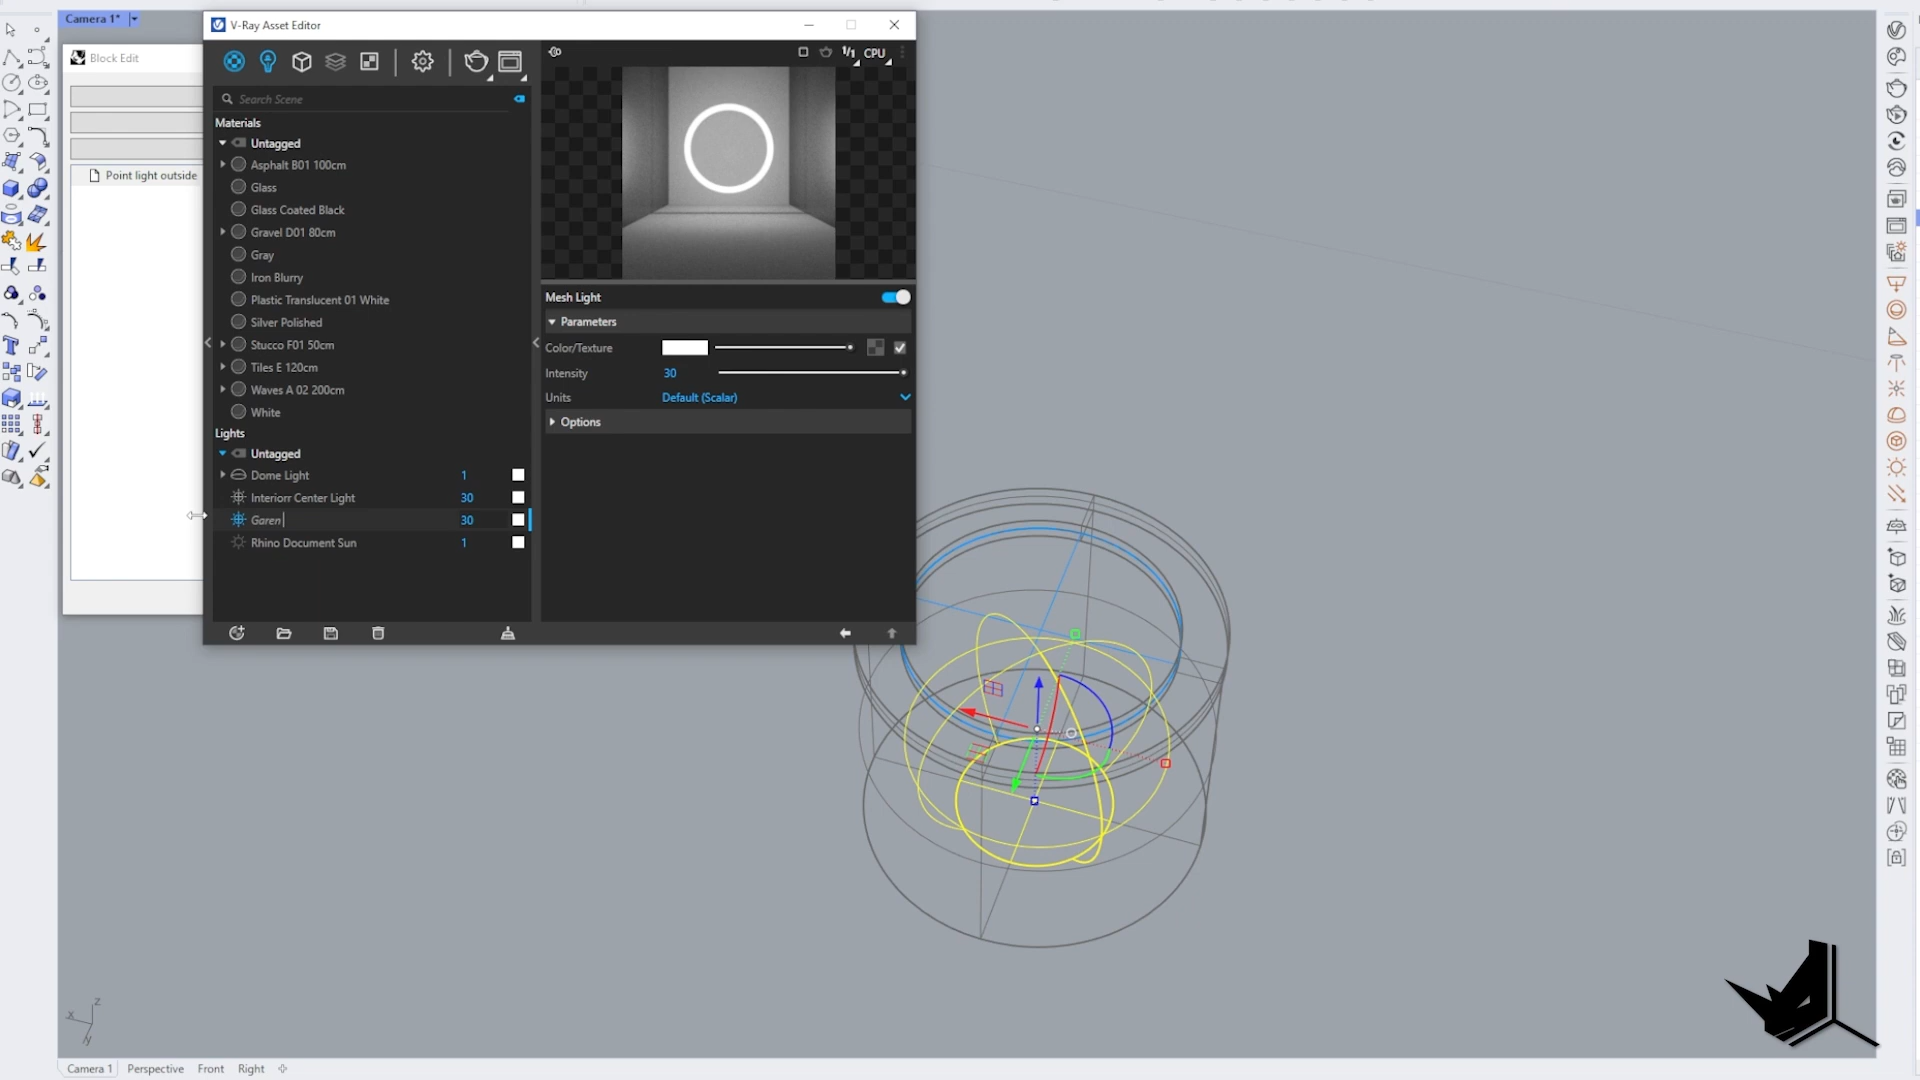 Camera 1*
Block Edit
Point light outside
V-Ray Asset Editor
Search Scene
Materials
Untagged
Asphalt B01 100cm
Glass
Glass Coated Black
Gravel D01 80cm
Gray
Iron Blurry
Plastic Translucent 01 White
Silver Polished
Stucco F01 50cm
Tiles E 120cm
Waves A 02 200cm
White
Lights
Untagged
Dome Light 1
Interiorr Center Light 30
Garen 30
Rhino Document Sun 1
1/1 CPU
Mesh Light
Parameters
Color/Texture
Intensity 30
Units Default (Scalar)
Options
z
x
y
Camera 1 Perspective Front Right